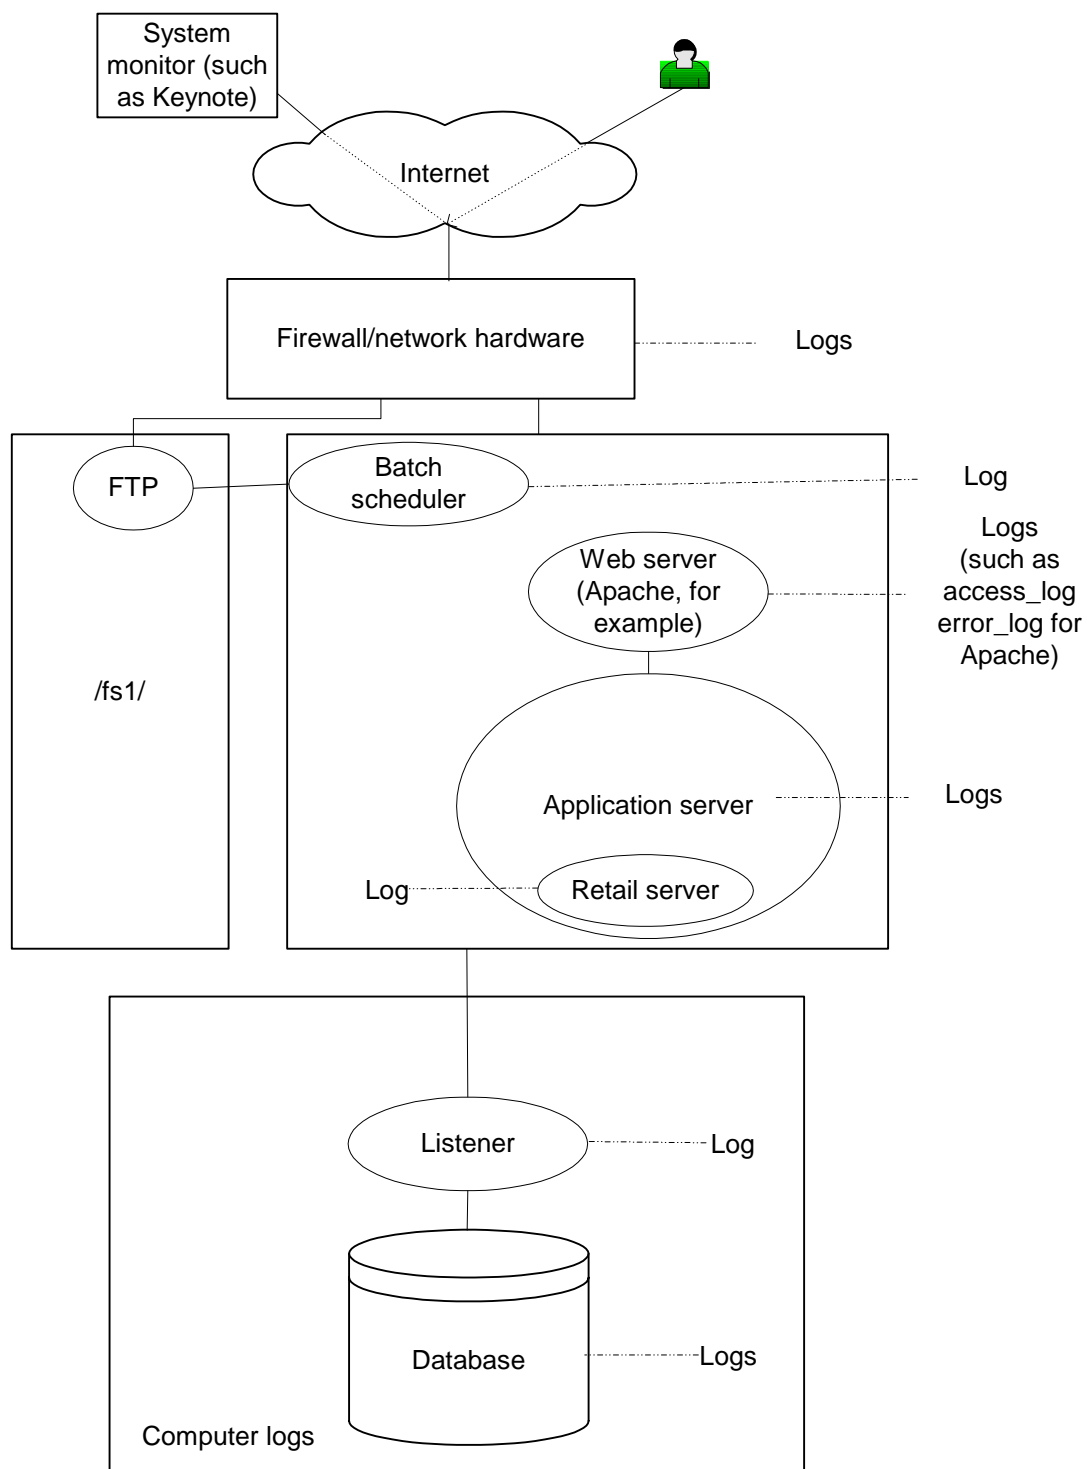 System
monitor (such
as Keynote)
Internet
Firewall/network hardware
Logs
FTP
Batch
scheduler
Log
Web server
(Apache, for
example)
Logs
(such as
access_log
error_log for
Apache)
/fs1/
Application server
Logs
Log
Retail server
Listener
Log
Database
Logs
Computer logs